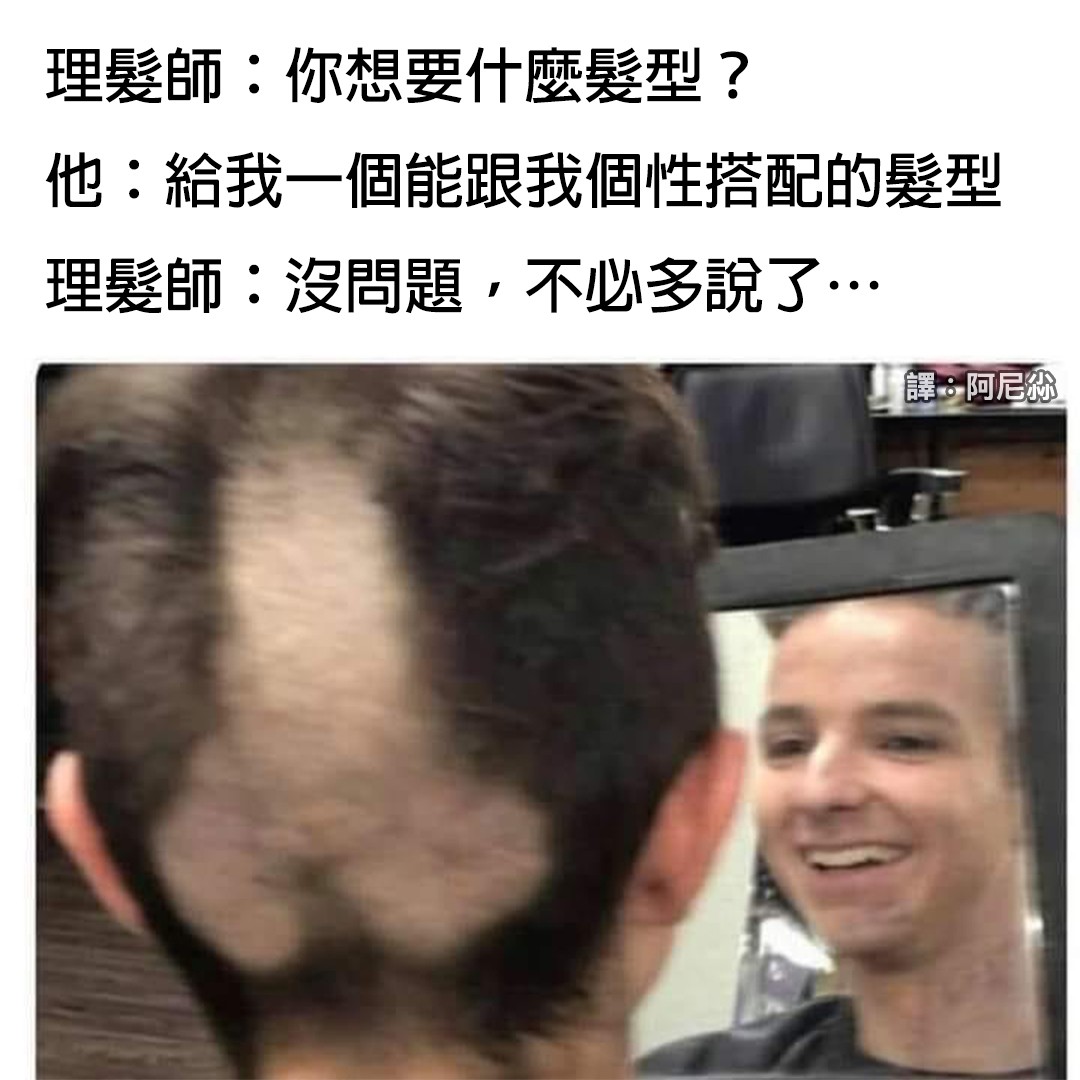 理髮師：你想要什麼髮型？
他：給我一個能跟我個性搭配的髮型
理髮師：沒問題，不必多說了…
譯：阿尼尛